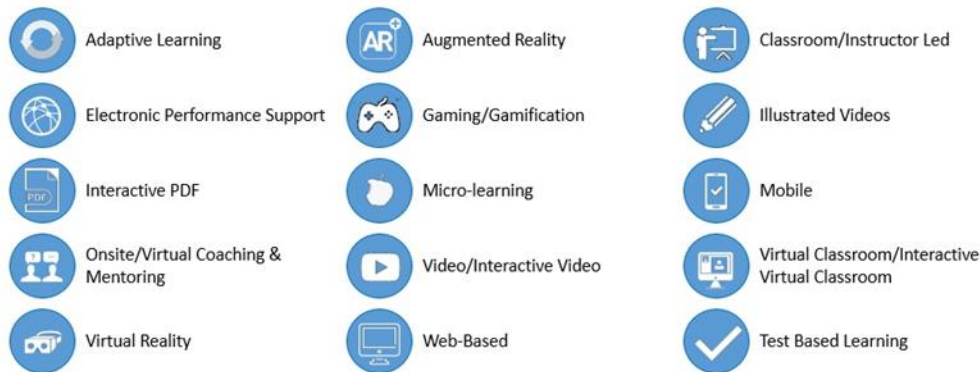 Adaptive Learning
AR
Augmented Reality
Classroom/Instructor Led
Electronic Performance Support
Gaming/Gamification
Illustrated Videos
PDF
Interactive PDF
Micro-learning
Mobile
Onsite/Virtual Coaching &
Mentoring
Video/Interactive Video
Virtual Classroom/Interactive
Virtual Classroom
Virtual Reality
Web-Based
Test Based Learning